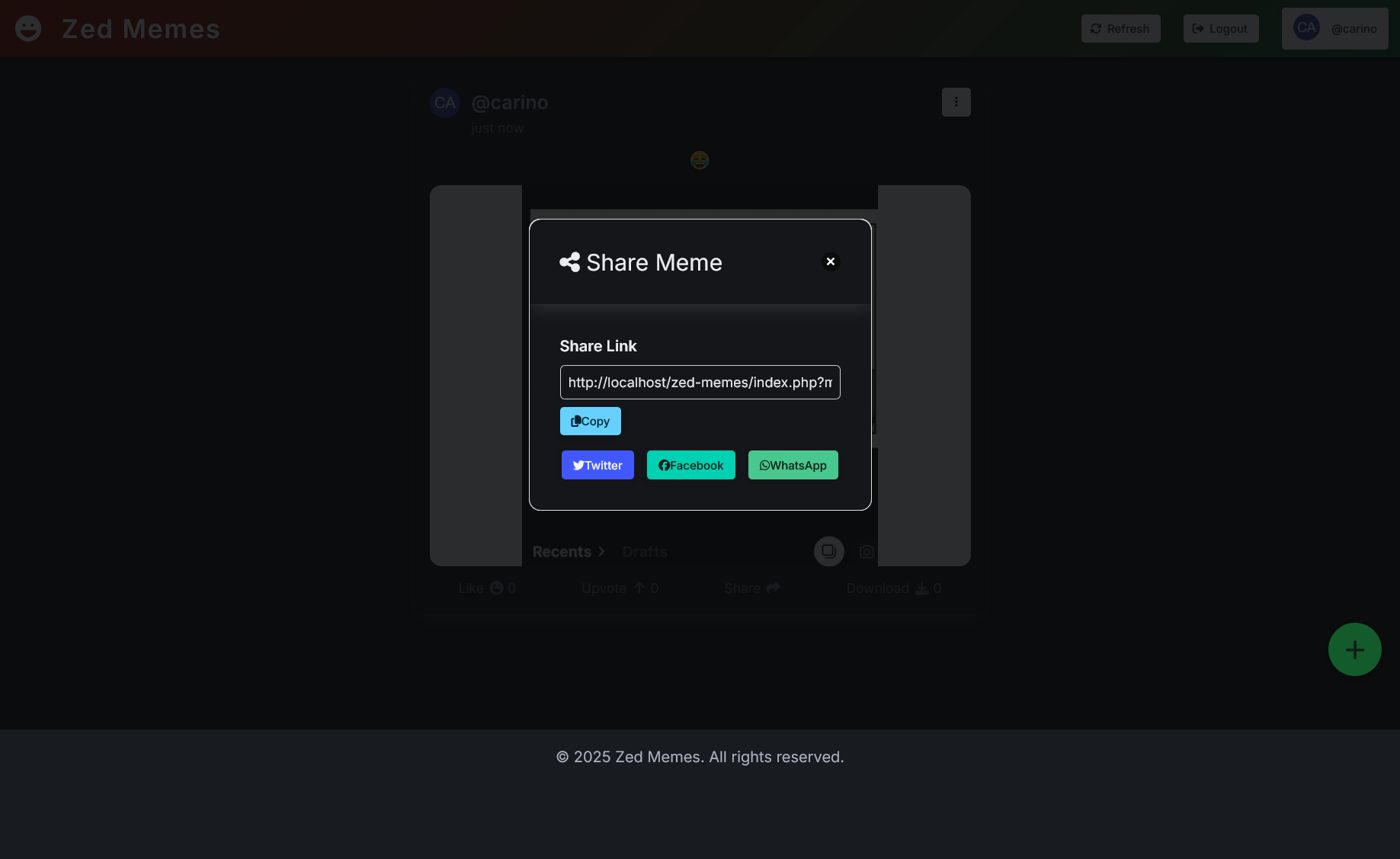 Zed Memes
Refresh
Logout
CA
@carino
CA
@carino
just now
Share Meme
Share Link
http://localhost/zed-memes/index.php?m
Copy
Twitter
Facebook
WhatsApp
Recents
Drafts
Like 0
Upvote 0
Share
Download 0
© 2025 Zed Memes. All rights reserved.